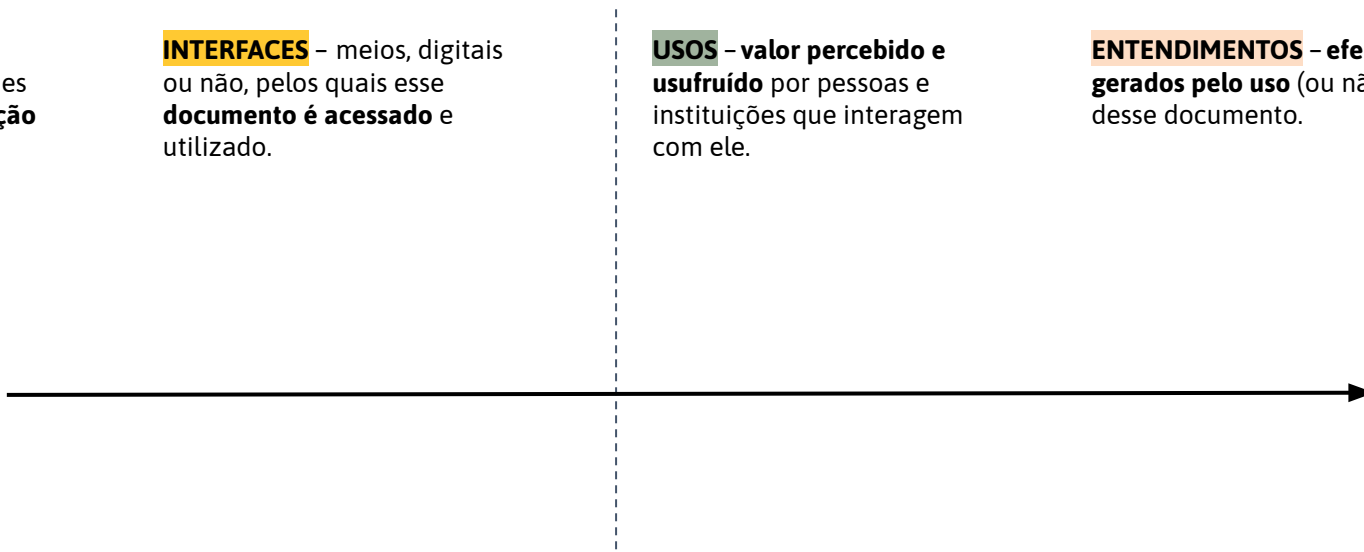 es
ção
INTERFACES – meios, digitais
ou não, pelos quais esse
documento é acessado e
utilizado.
USOS – valor percebido e
usufruído por pessoas e
instituições que interagem
com ele.
ENTENDIMENTOS – efe
gerados pelo uso (ou nã
desse documento.